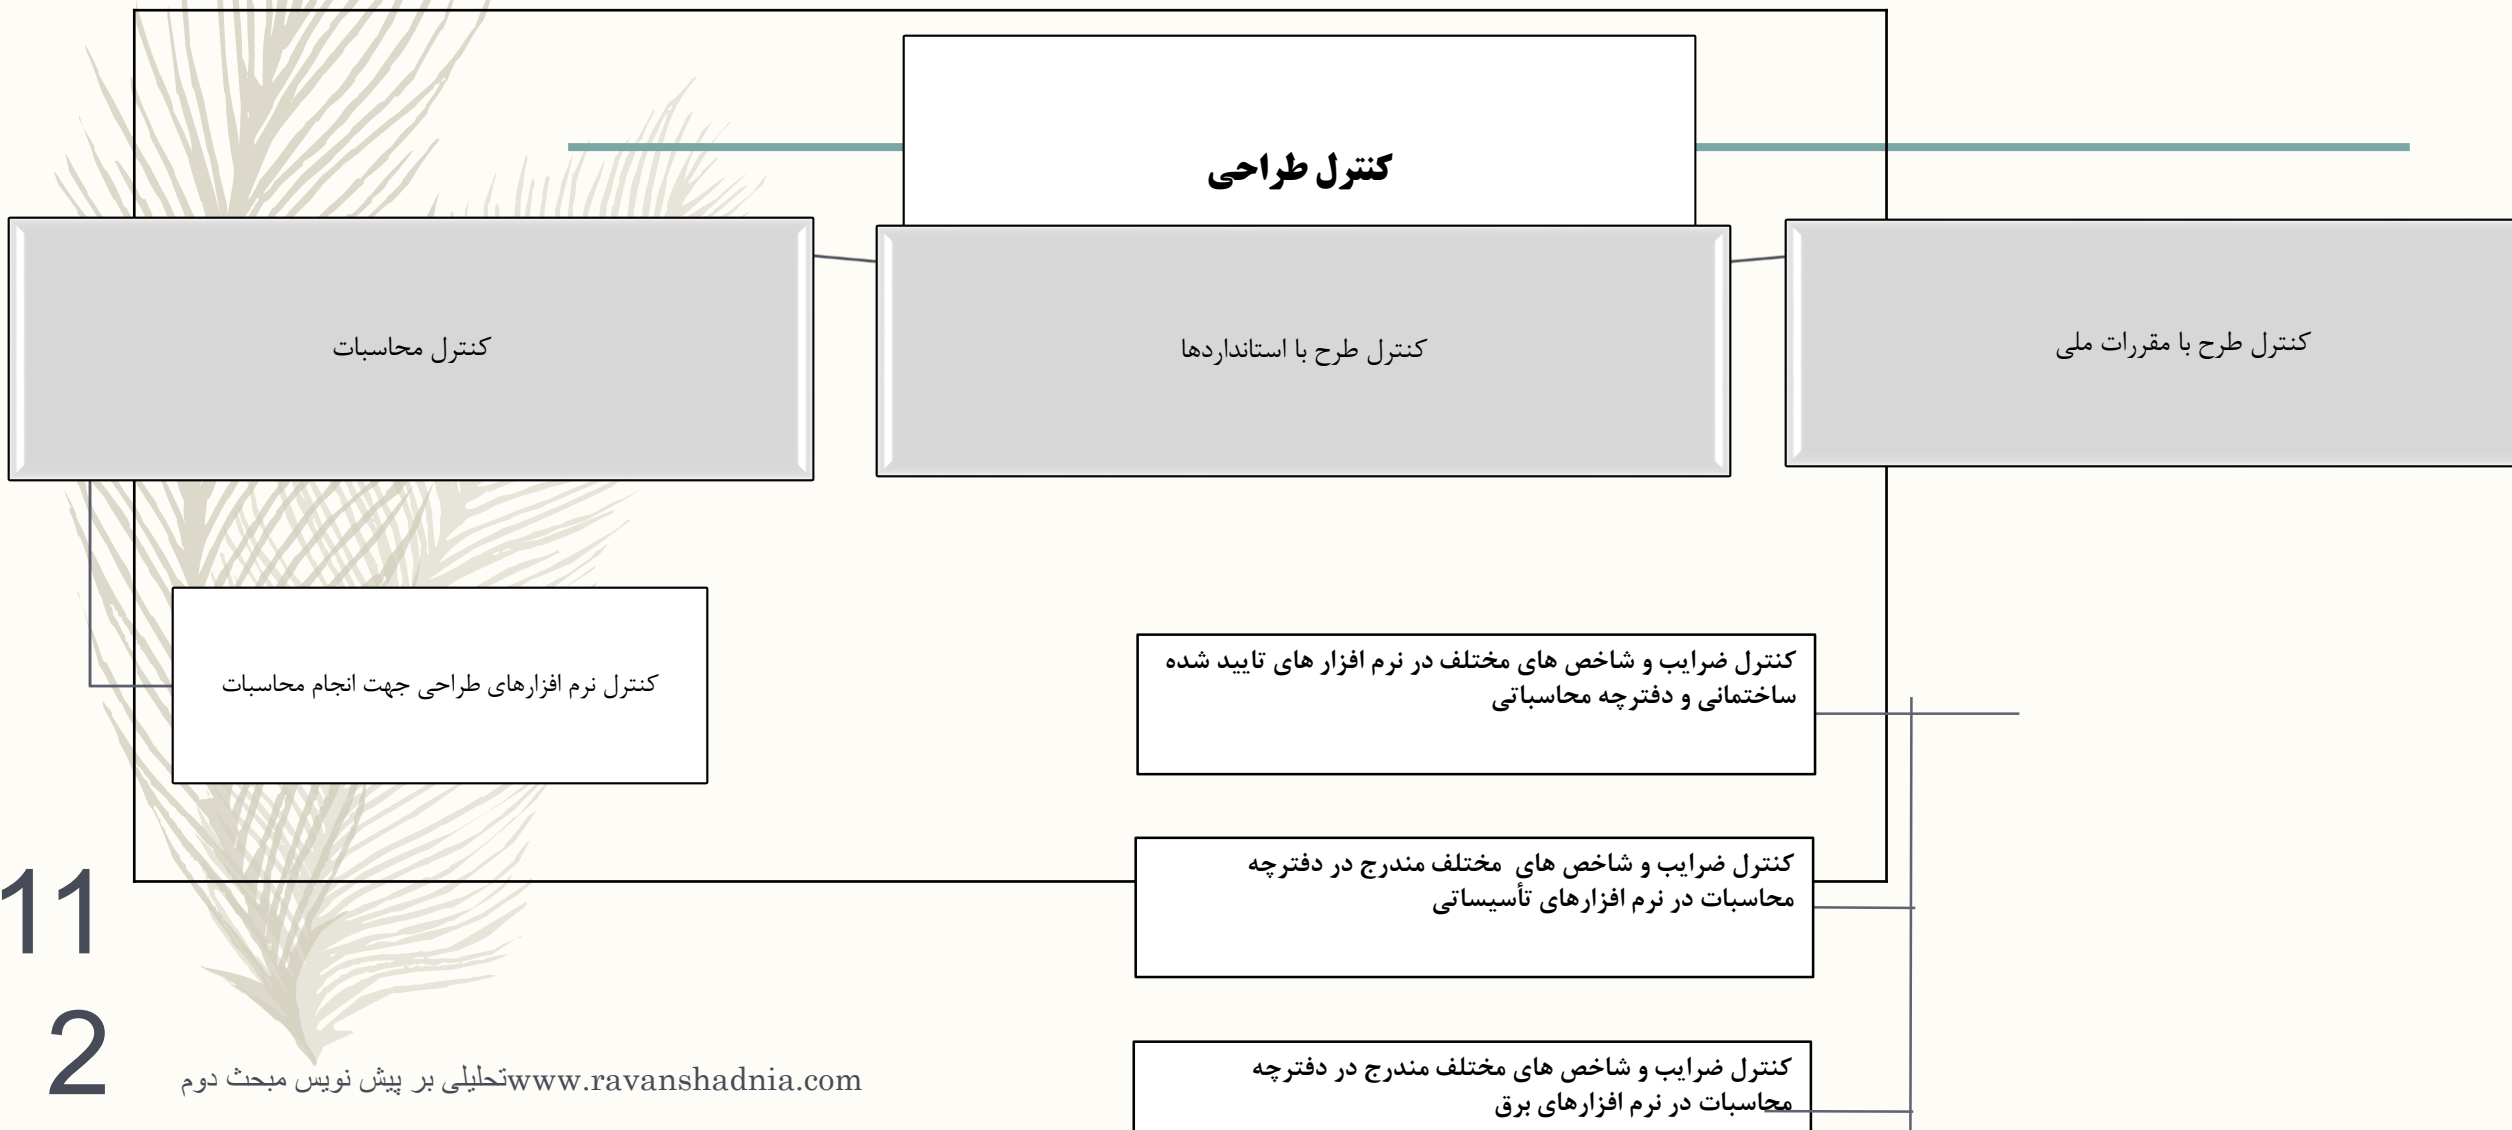 کنترل طراحی
کنترل طرح با مقررات ملی
کنترل طرح با استانداردها
کنترل محاسبات
کنترل نرم افزارهای طراحی جهت انجام محاسبات
کنترل ضرایب و شاخص های مختلف در نرم افزار های تایید شده
ساختمانی و دفترچه محاسباتی
کنترل ضرایب و شاخص های مختلف مندرج در دفترچه
محاسبات در نرم افزارهای تأسیساتی
کنترل ضرایب و شاخص های مختلف مندرج در دفترچه
محاسبات در نرم افزارهای برق
11
2
www.ravanshadnia.comتحلیلی بر پیش نویس مبحث دوم